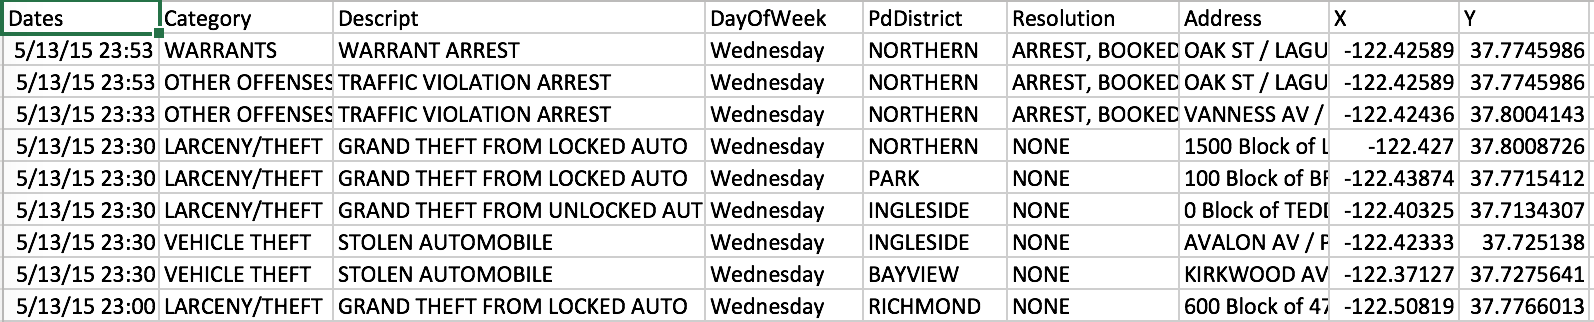 Dates Category Descript DayOfWeek PdDistrict Resolution Address X Y
5/13/15 23:53 WARRANTS WARRANT ARREST Wednesday NORTHERN ARREST, BOOKED OAK ST / LAGU -122.42589 37.7745986
5/13/15 23:53 OTHER OFFENSES TRAFFIC VIOLATION ARREST Wednesday NORTHERN ARREST, BOOKED OAK ST / LAGU -122.42589 37.7745986
5/13/15 23:33 OTHER OFFENSES TRAFFIC VIOLATION ARREST Wednesday NORTHERN ARREST, BOOKED VANNESS AV / -122.42436 37.8004143
5/13/15 23:30 LARCENY/THEFT GRAND THEFT FROM LOCKED AUTO Wednesday NORTHERN NONE 1500 Block of L -122.427 37.8008726
5/13/15 23:30 LARCENY/THEFT GRAND THEFT FROM LOCKED AUTO Wednesday PARK NONE 100 Block of BR -122.43874 37.7715412
5/13/15 23:30 LARCENY/THEFT GRAND THEFT FROM UNLOCKED AUT Wednesday INGLESIDE NONE 0 Block of TEDD -122.40325 37.7134307
5/13/15 23:30 VEHICLE THEFT STOLEN AUTOMOBILE Wednesday INGLESIDE NONE AVALON AV / P -122.42333 37.725138
5/13/15 23:30 VEHICLE THEFT STOLEN AUTOMOBILE Wednesday BAYVIEW NONE KIRKWOOD AV -122.37127 37.7275641
5/13/15 23:00 LARCENY/THEFT GRAND THEFT FROM LOCKED AUTO Wednesday RICHMOND NONE 600 Block of 47 -122.50819 37.7766013